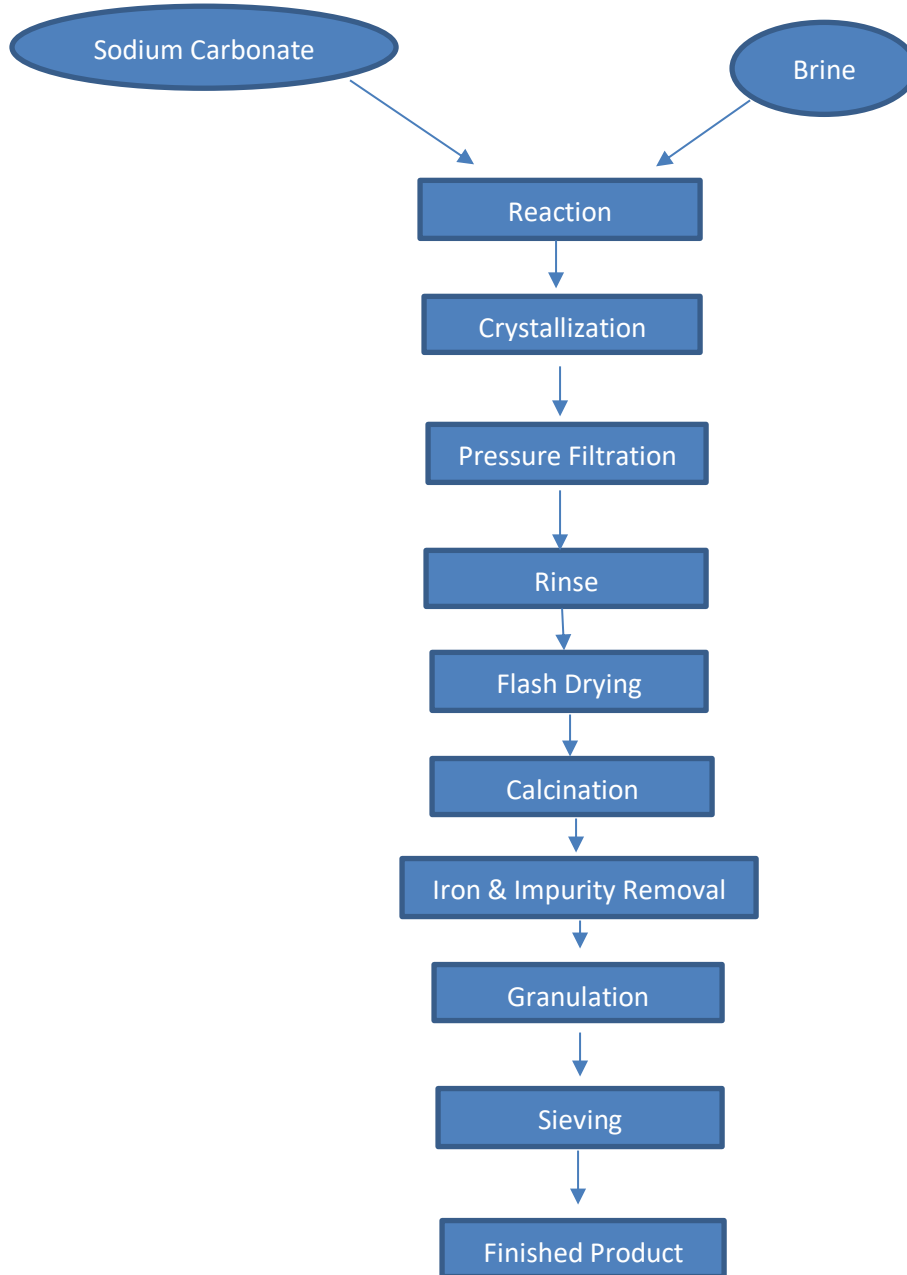 Sodium Carbonate
Brine
Reaction
Crystallization
Pressure Filtration
Rinse
Flash Drying
Calcination
Iron & Impurity Removal
Granulation
Sieving
Finished Product